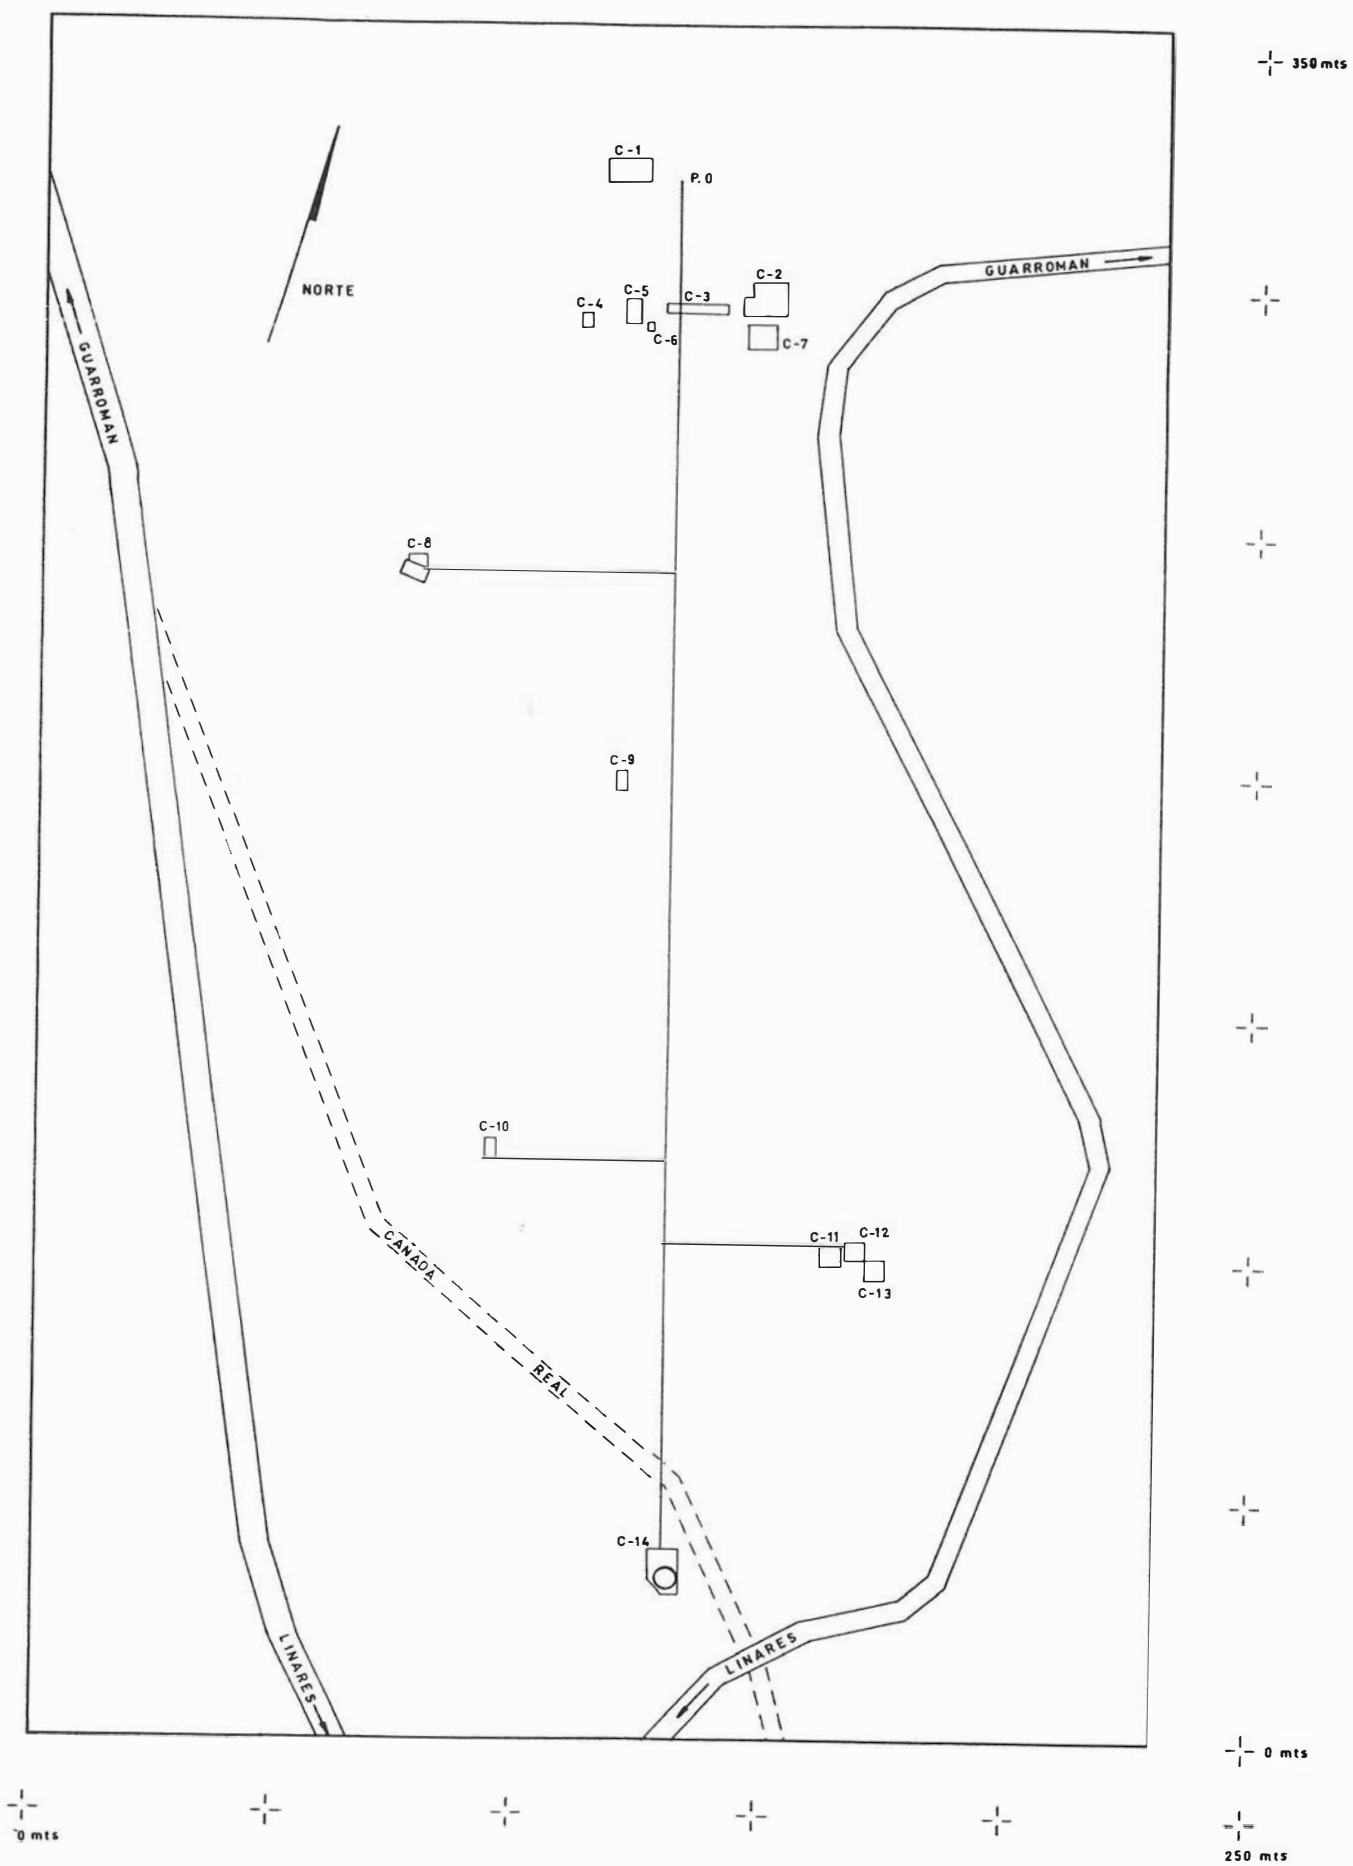 350 mts
C-1
P. 0
NORTE
GUARROMAN
C-2
C-3
C-5
C-4
C-6
C-7
GUARROMAN
C-8
C-9
C-10
C-11
C-12
C-13
CANADA
REAL
C-14
LINARES
LINARES
0 mts
0 mts
250 mts